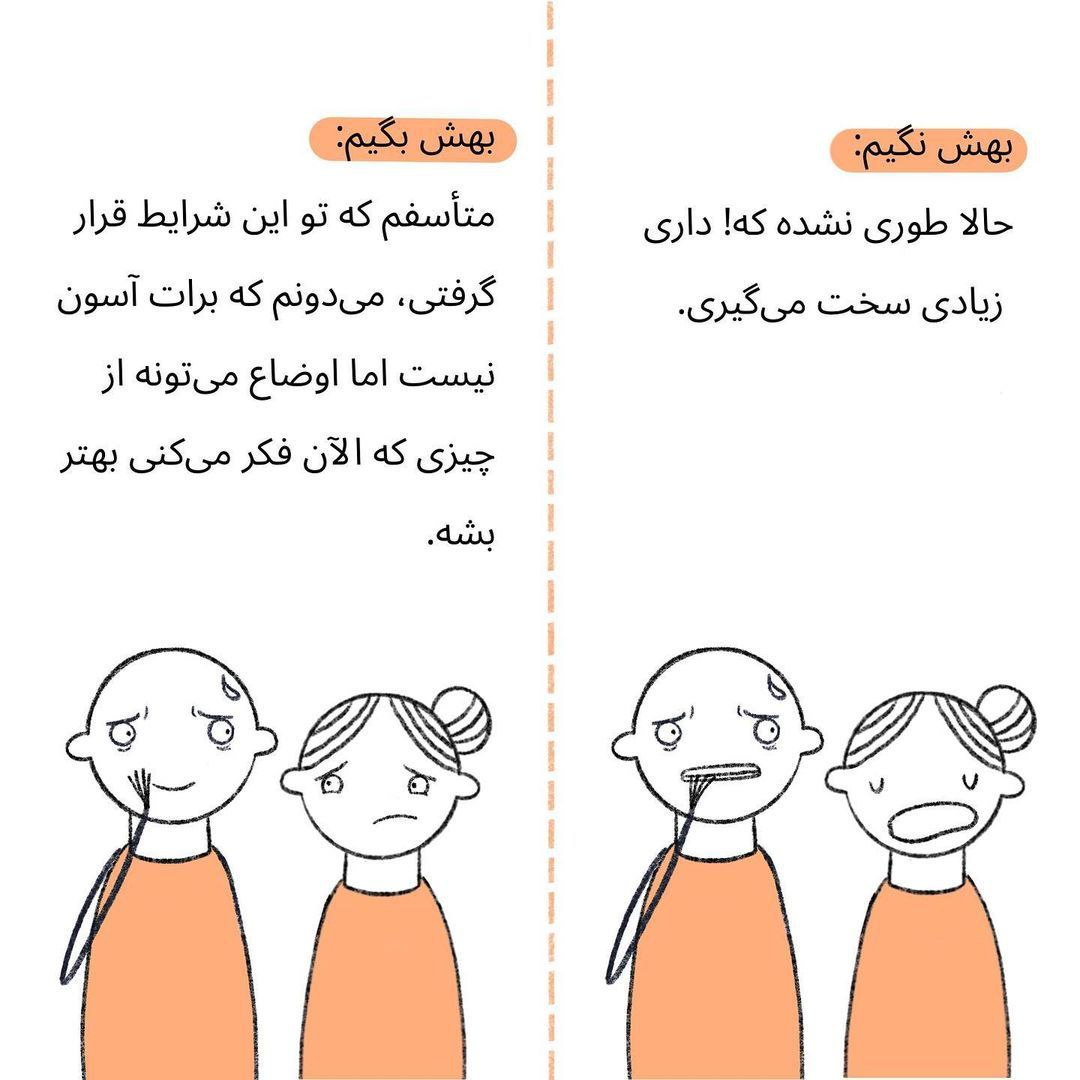 بهش نگیم:
حالا طوری نشده که! داری
زیادی سخت می‌گیری.
بهش بگیم:
متأسفم که تو این شرایط قرار
گرفتی، می‌دونم که برات آسون
نیست اما اوضاع می‌تونه از
چیزی که الآن فکر می‌کنی بهتر
بشه.